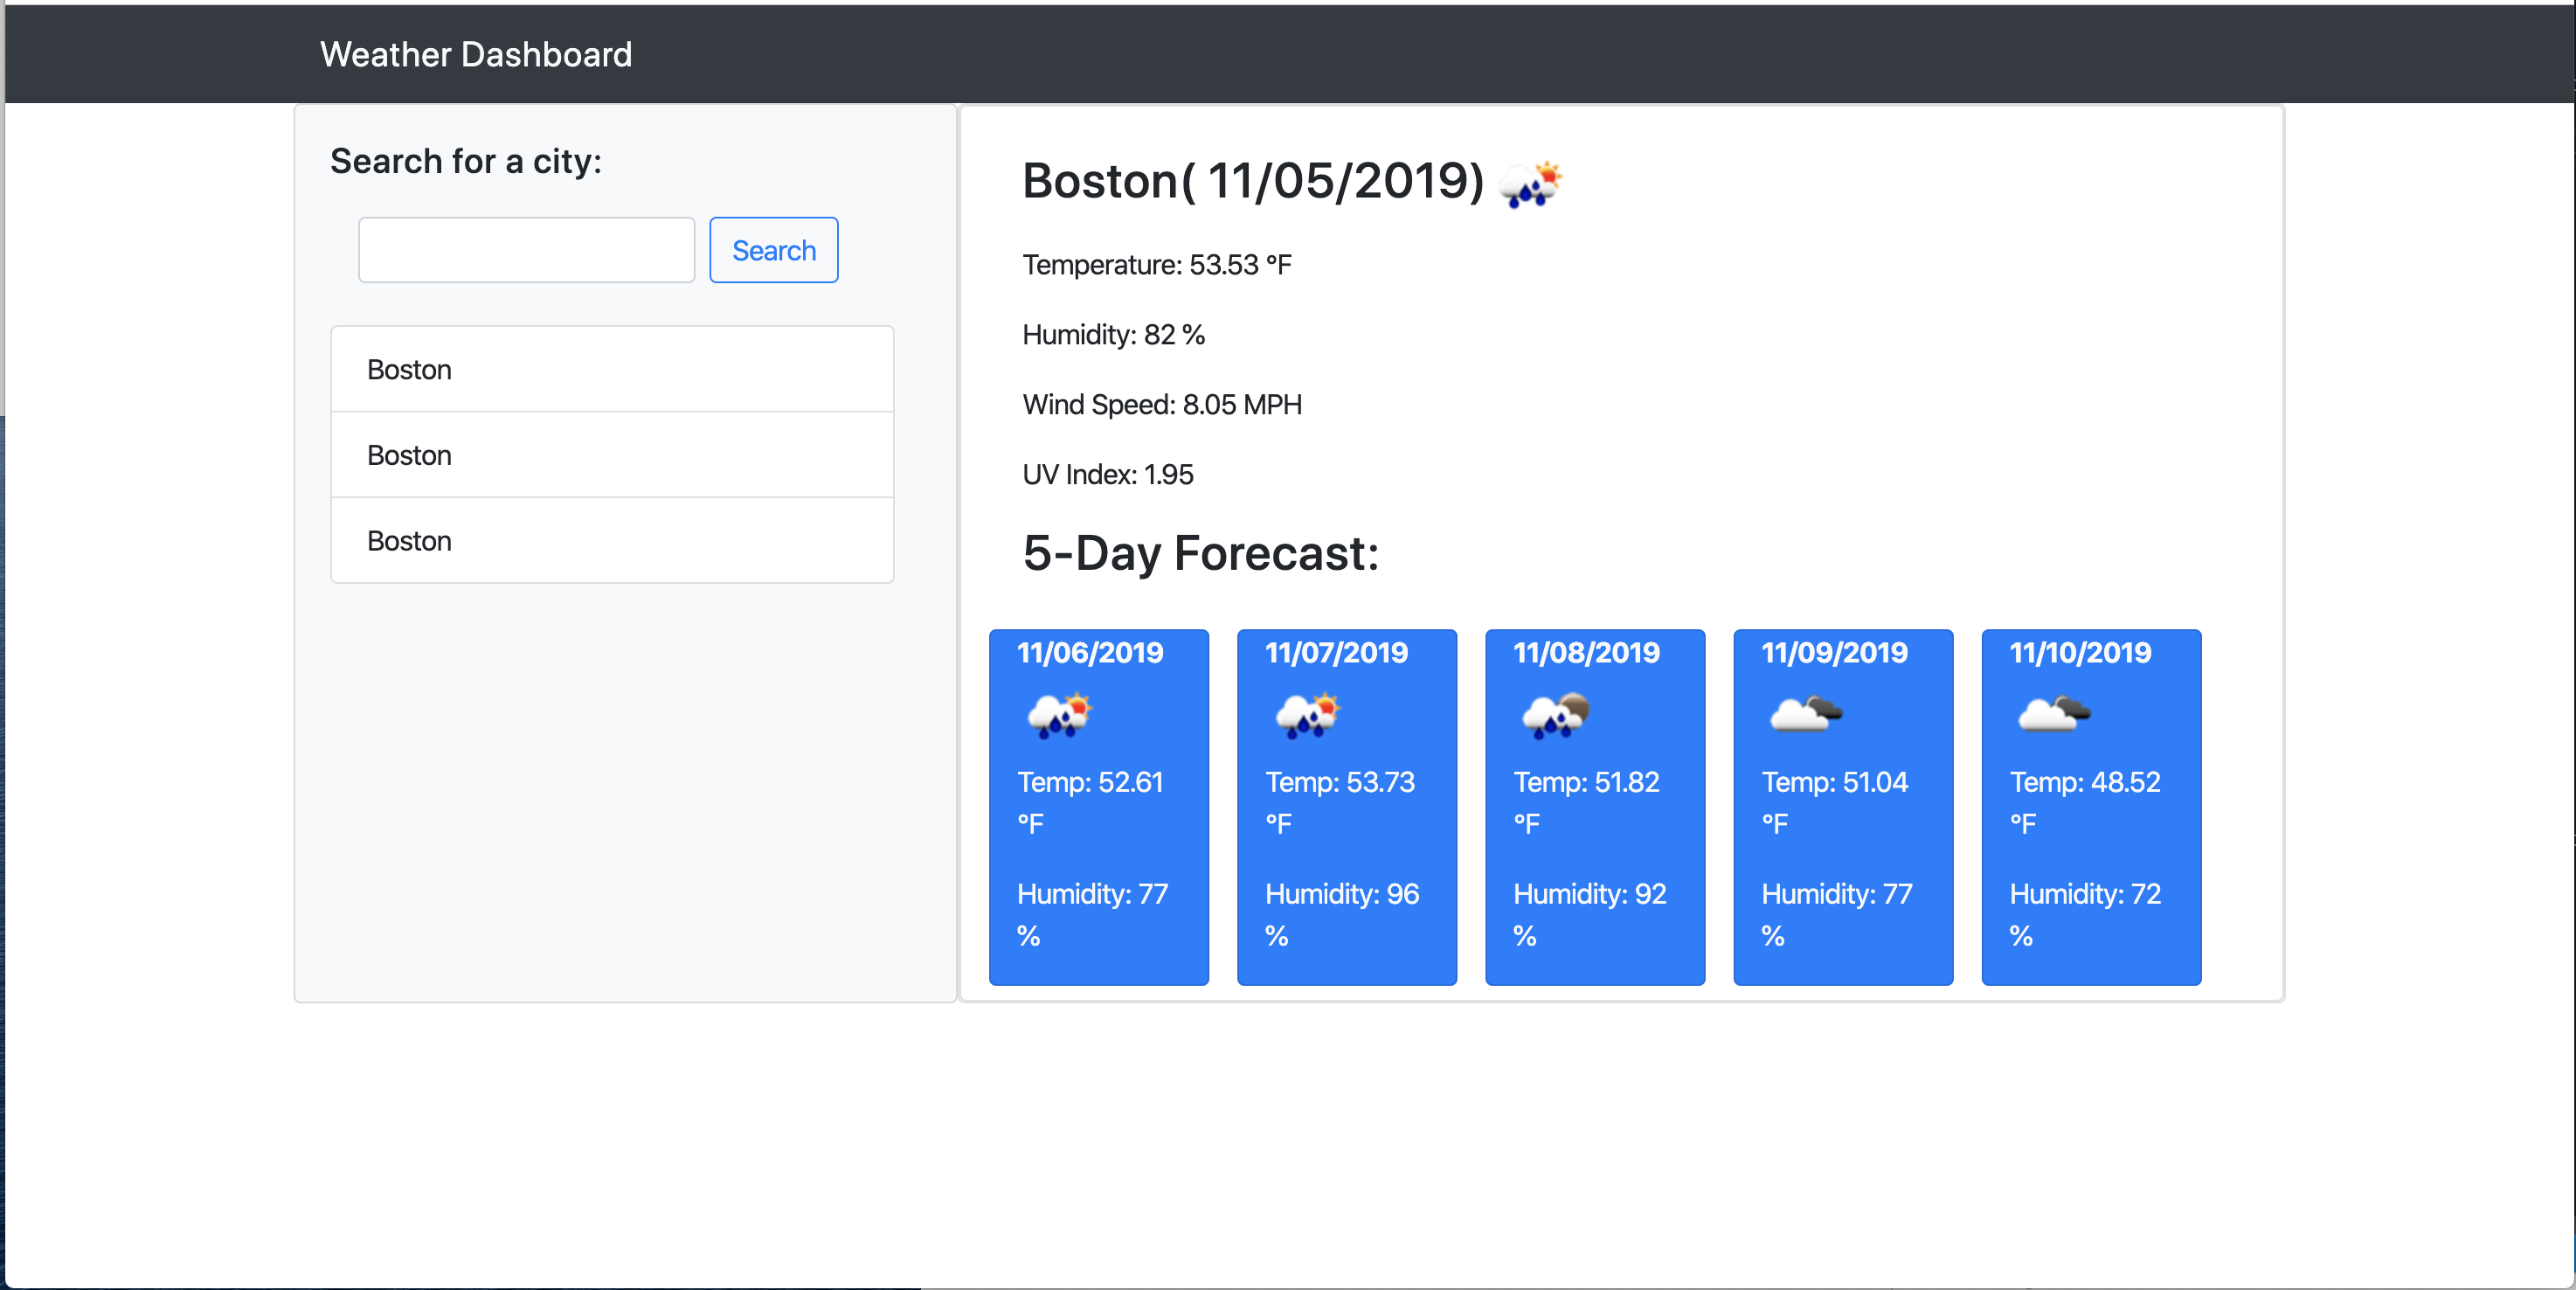 Weather Dashboard
Search for a city:
Search
Boston
Boston
Boston
Boston( 11/05/2019)
Temperature: 53.53 °F
Humidity: 82 %
Wind Speed: 8.05 MPH
UV Index: 1.95
5-Day Forecast:
11/06/2019
Temp: 52.61
°F
Humidity: 77
%
11/07/2019
Temp: 53.73
°F
Humidity: 96
%
11/08/2019
Temp: 51.82
°F
Humidity: 92
%
11/09/2019
Temp: 51.04
°F
Humidity: 77
%
11/10/2019
Temp: 48.52
°F
Humidity: 72
%